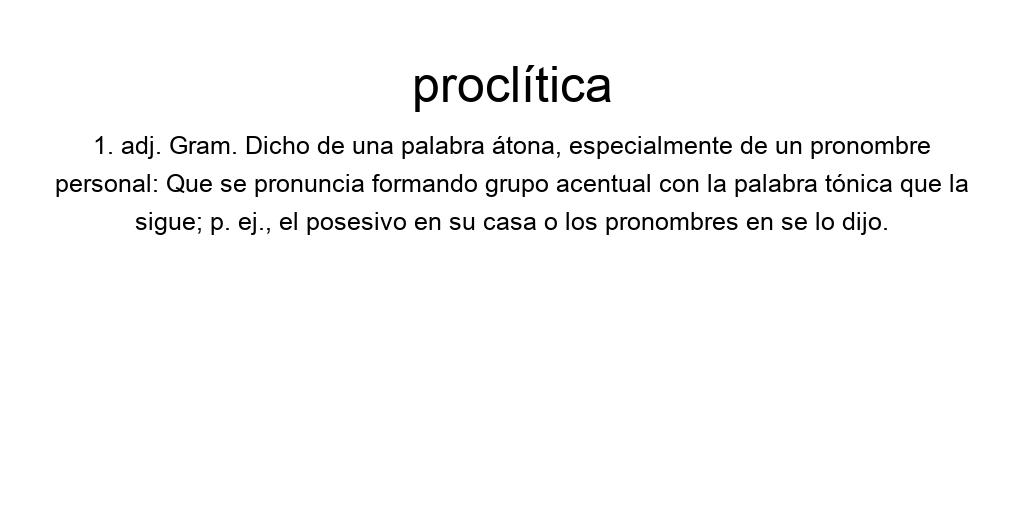 proclítica
1. adj. Gram. Dicho de una palabra átona, especialmente de un pronombre
personal: Que se pronuncia formando grupo acentual con la palabra tónica que la
sigue; p. ej., el posesivo en su casa o los pronombres en se lo dijo.